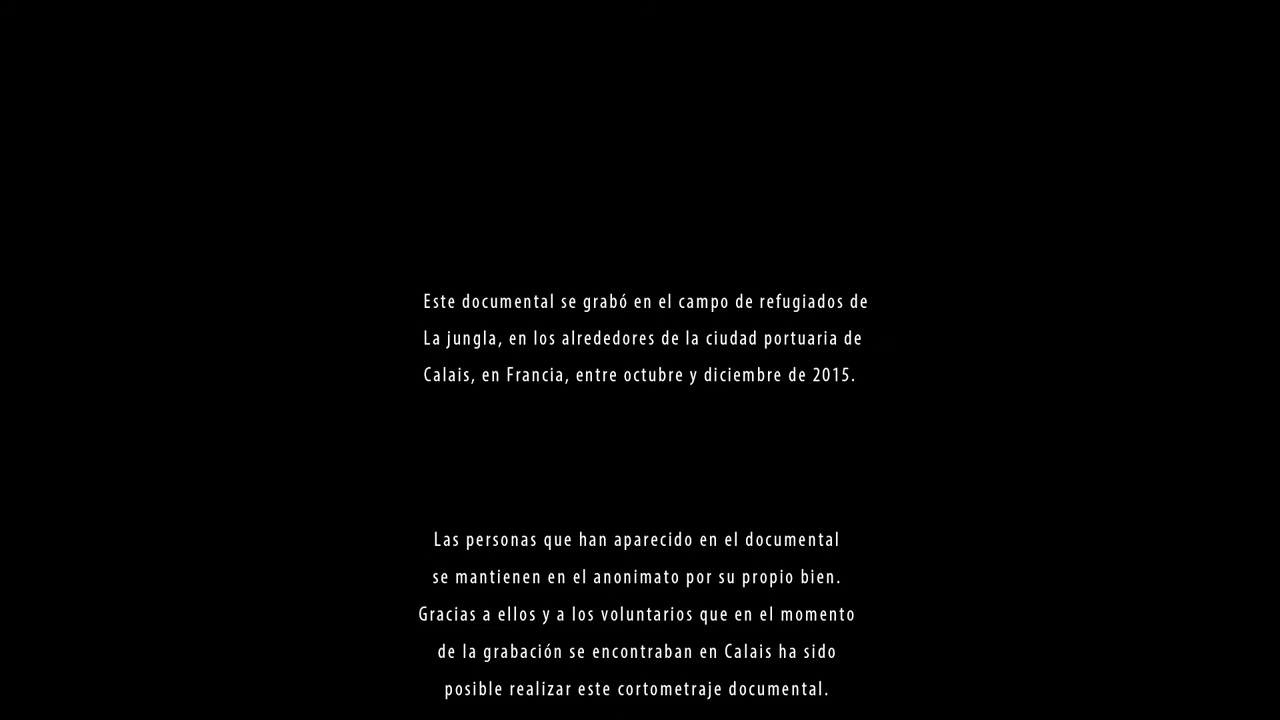 Este documental se grabó en el campo de refugiados de
La jungla, en los alrededores de la ciudad portuaria de
Calais, en Francia, entre octubre y diciembre de 2015.
Las personas que han aparecido en el documental
se mantienen en el anonimato por su propio bien.
Gracias a ellos y a los voluntarios que en el momento
de la grabación se encontraban en Calais ha sido
posible realizar este cortometraje documental.